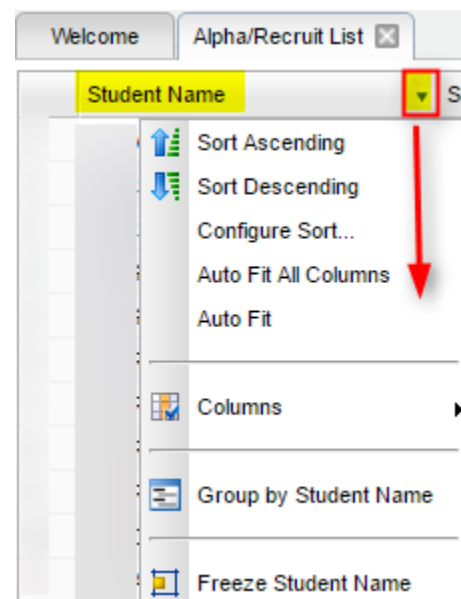 Welcome Alpha/Recruit List
Student Name S
Sort Ascending
Sort Descending
Configure Sort...
Auto Fit All Columns
Auto Fit
Columns
Group by Student Name
Freeze Student Name